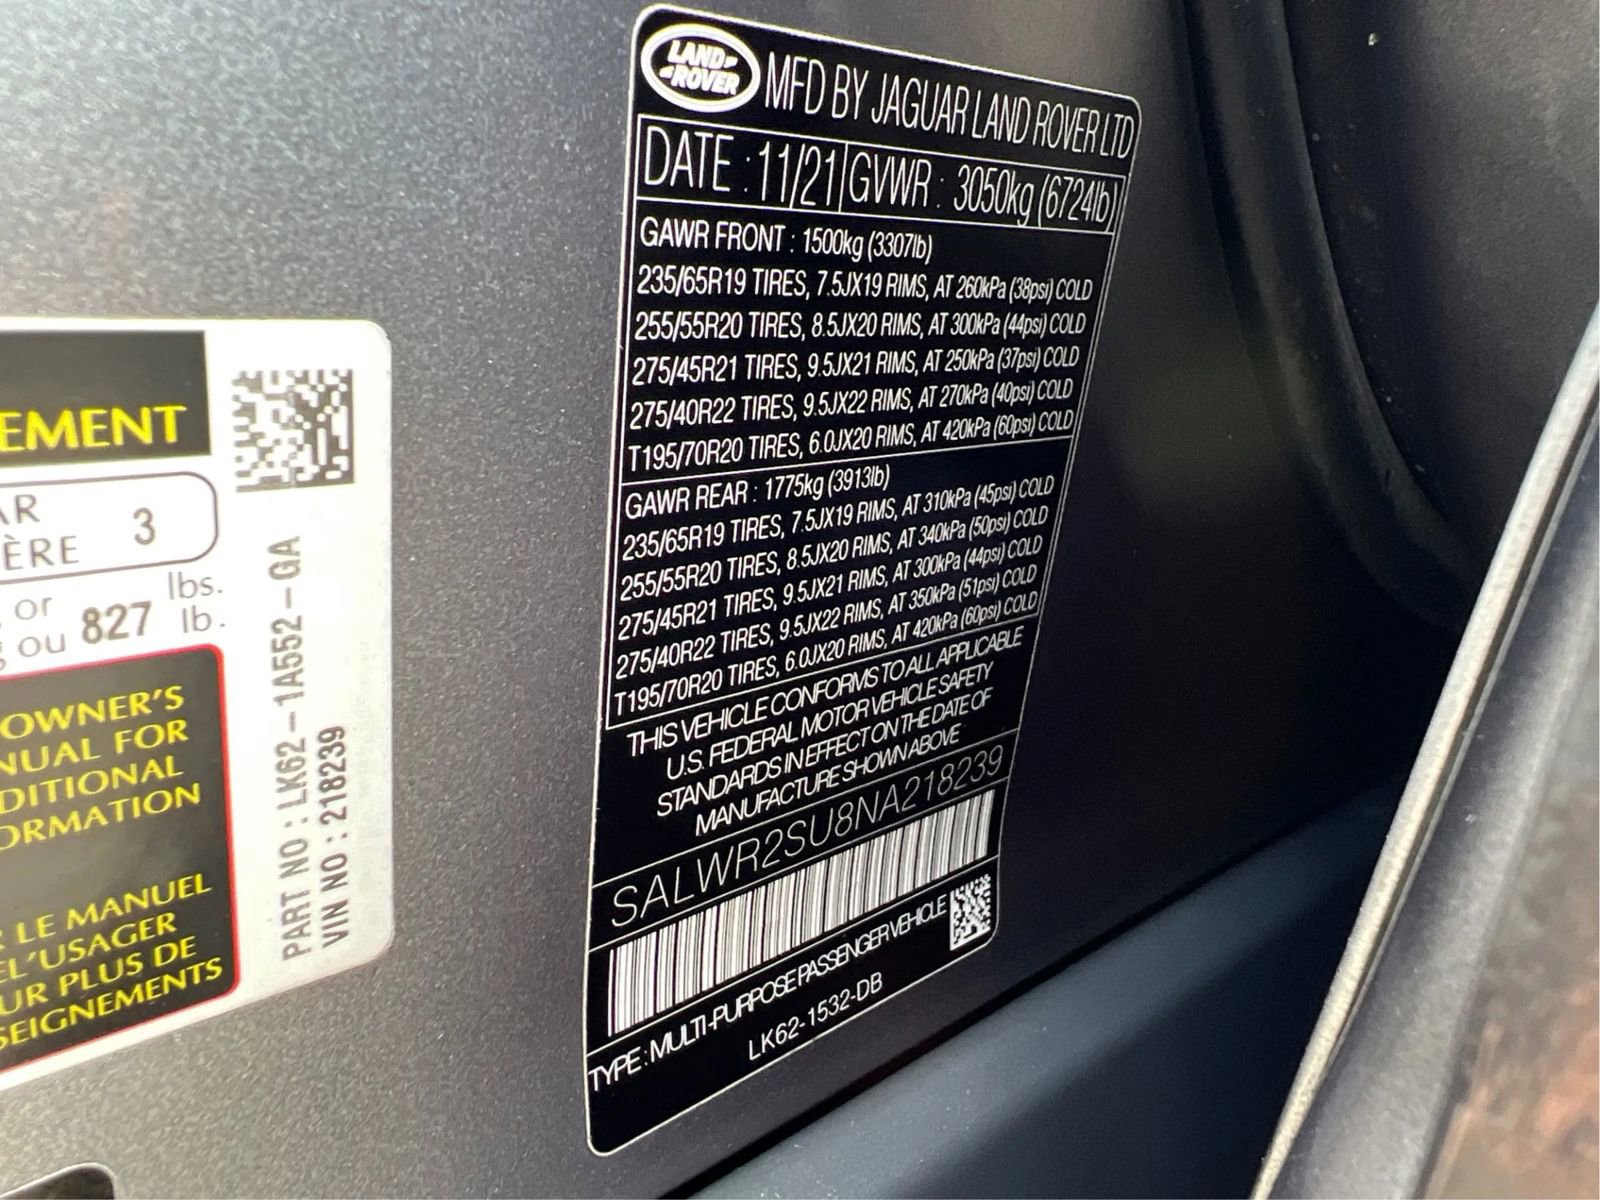 EMENT
AR
ÈRE 3
or lbs.
ou 827 lb.
OWNER'S
NUAL FOR
DITIONAL
ORMATION
LE MANUEL
EL'USAGER
UR PLUS DE
SEIGNEMENTS
PART NO : LK62-1A552-GA
VIN NO : 218239
LAND
ROVER
MFD BY JAGUAR LAND ROVER LTD
DATE : 11/21 GVWR : 3050kg (6724lb)
GAWR FRONT : 1500kg (3307lb)
235/65R19 TIRES, 7.5JX19 RIMS, AT 260kPa (38psi) COLD
255/55R20 TIRES, 8.5JX20 RIMS, AT 300kPa (44psi) COLD
275/45R21 TIRES, 9.5JX21 RIMS, AT 250kPa (37psi) COLD
275/40R22 TIRES, 9.5JX22 RIMS, AT 270kPa (40psi) COLD
T195/70R20 TIRES, 6.0JX20 RIMS, AT 420kPa (60psi) COLD
GAWR REAR : 1775kg (3913lb)
235/65R19 TIRES, 7.5JX19 RIMS, AT 310kPa (45psi) COLD
255/55R20 TIRES, 8.5JX20 RIMS, AT 340kPa (50psi) COLD
275/45R21 TIRES, 9.5JX21 RIMS, AT 300kPa (44psi) COLD
275/40R22 TIRES, 9.5JX22 RIMS, AT 350kPa (51psi) COLD
T195/70R20 TIRES, 6.0JX20 RIMS, AT 420kPa (60psi) COLD
THIS VEHICLE CONFORMS TO ALL APPLICABLE
U.S. FEDERAL MOTOR VEHICLE SAFETY
STANDARDS IN EFFECT ON THE DATE OF
MANUFACTURE SHOWN ABOVE
SALWR2SU8NA218239
TYPE : MULTI-PURPOSE PASSENGER VEHICLE
LK62-1532-DB